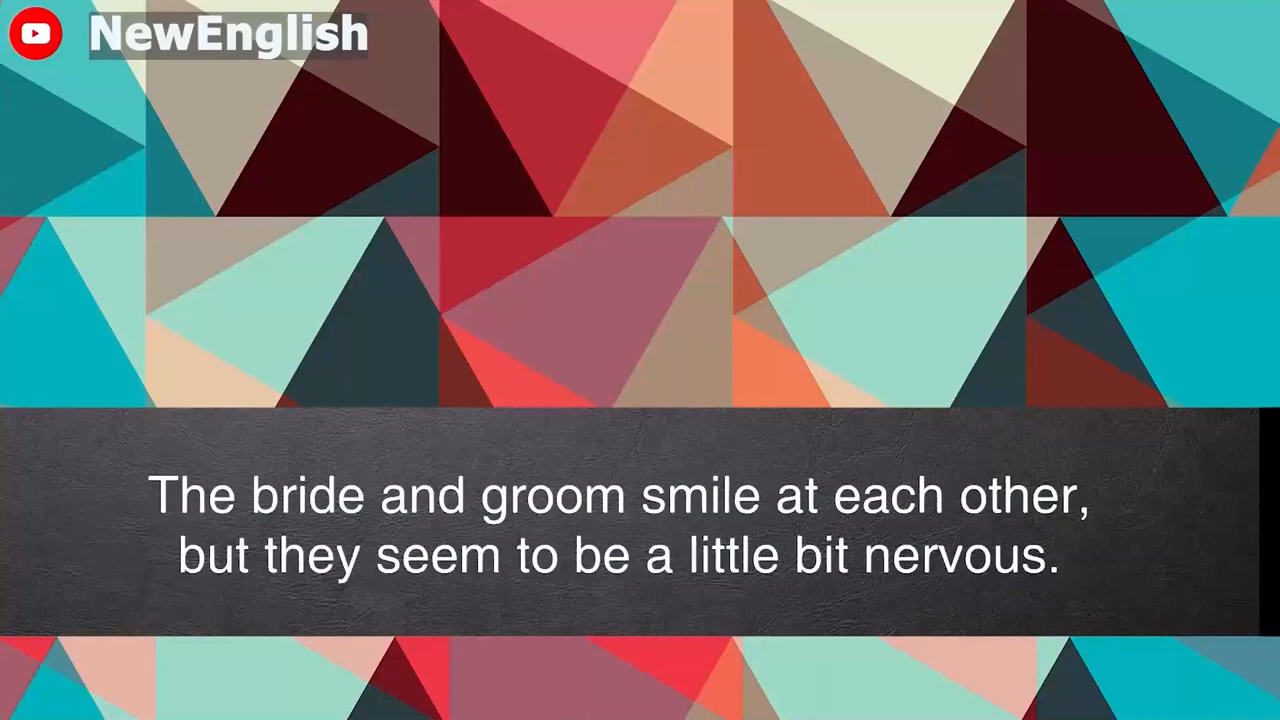 NewEnglish
The bride and groom smile at each other,
but they seem to be a little bit nervous.